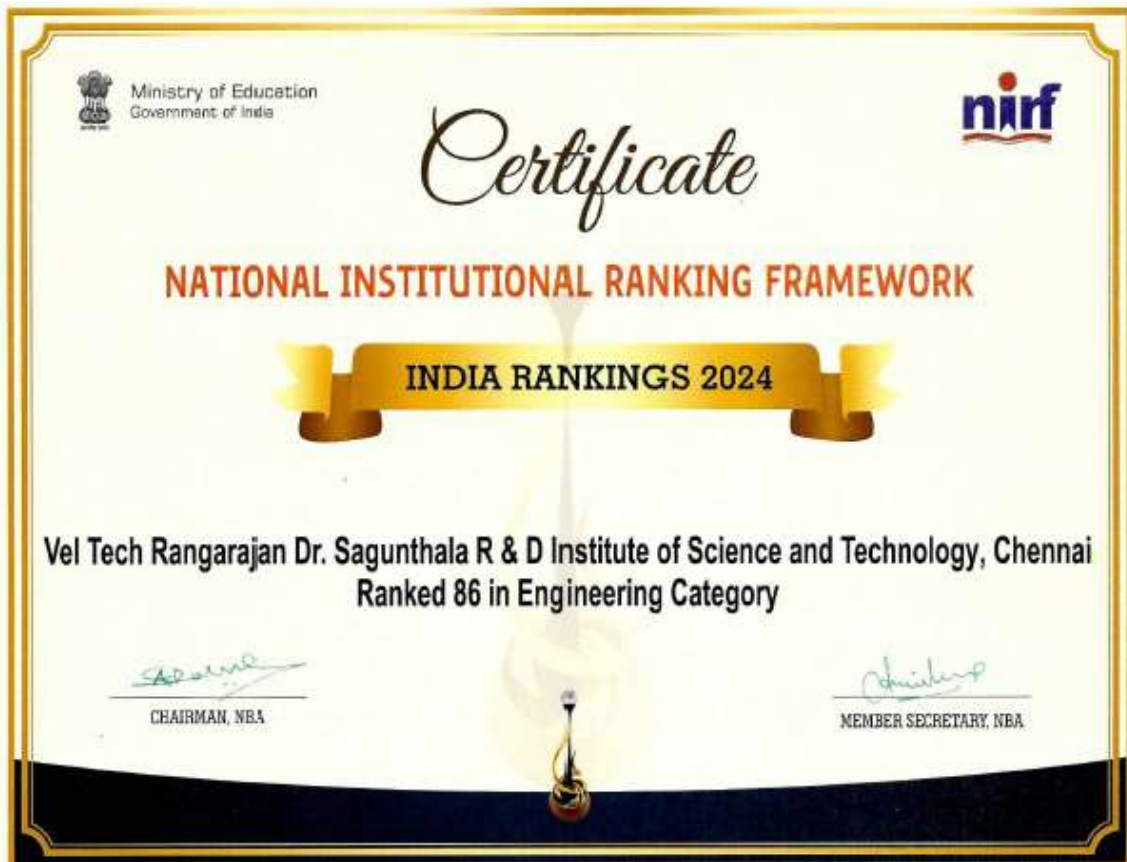 Ministry of Education
Government of India
nirf
Certificate
NATIONAL INSTITUTIONAL RANKING FRAMEWORK
INDIA RANKINGS 2024
Vel Tech Rangarajan Dr. Sagunthala R & D Institute of Science and Technology, Chennai
Ranked 86 in Engineering Category
CHAIRMAN, NBA
MEMBER SECRETARY, NBA